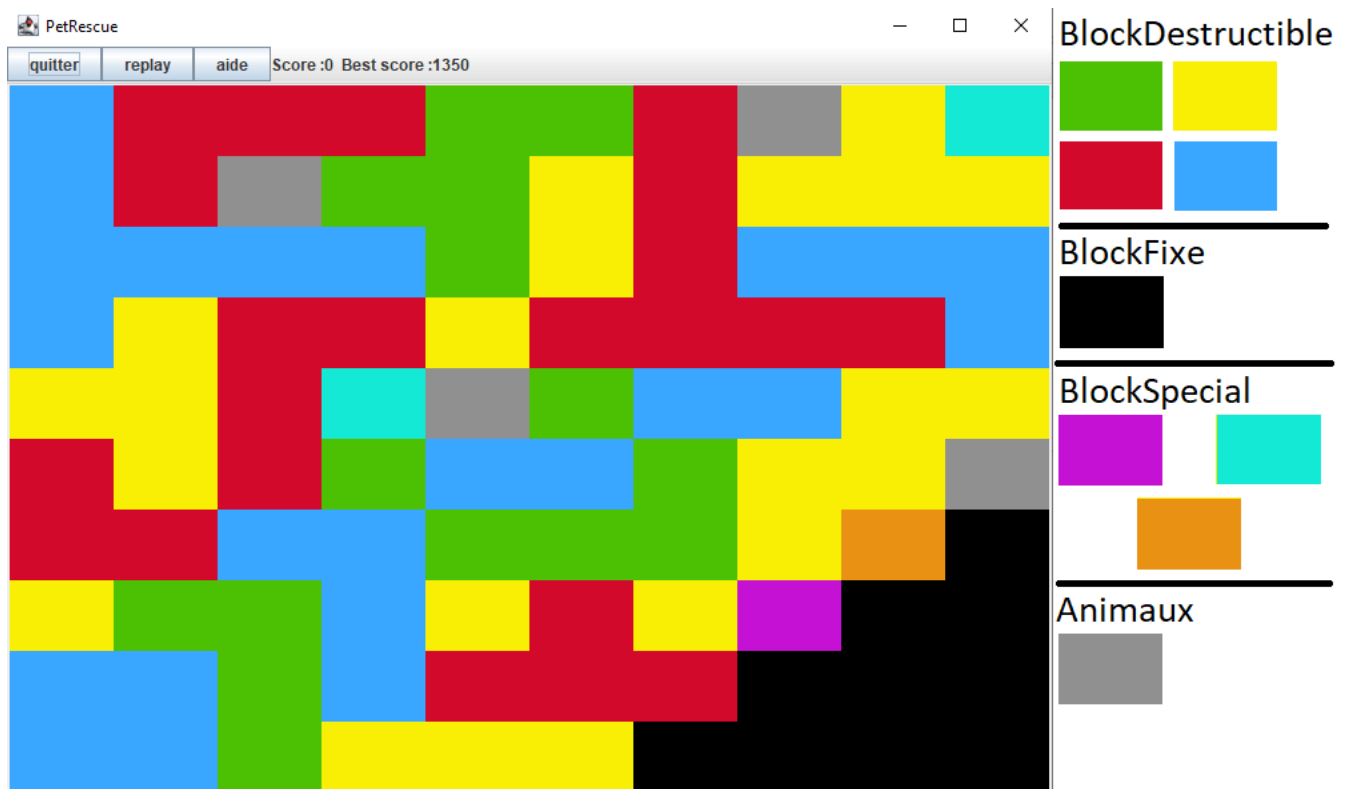 PetRescue
quitter replay aide Score :0 Best score :1350
BlockDestructible
BlockFixe
BlockSpecial
Animaux